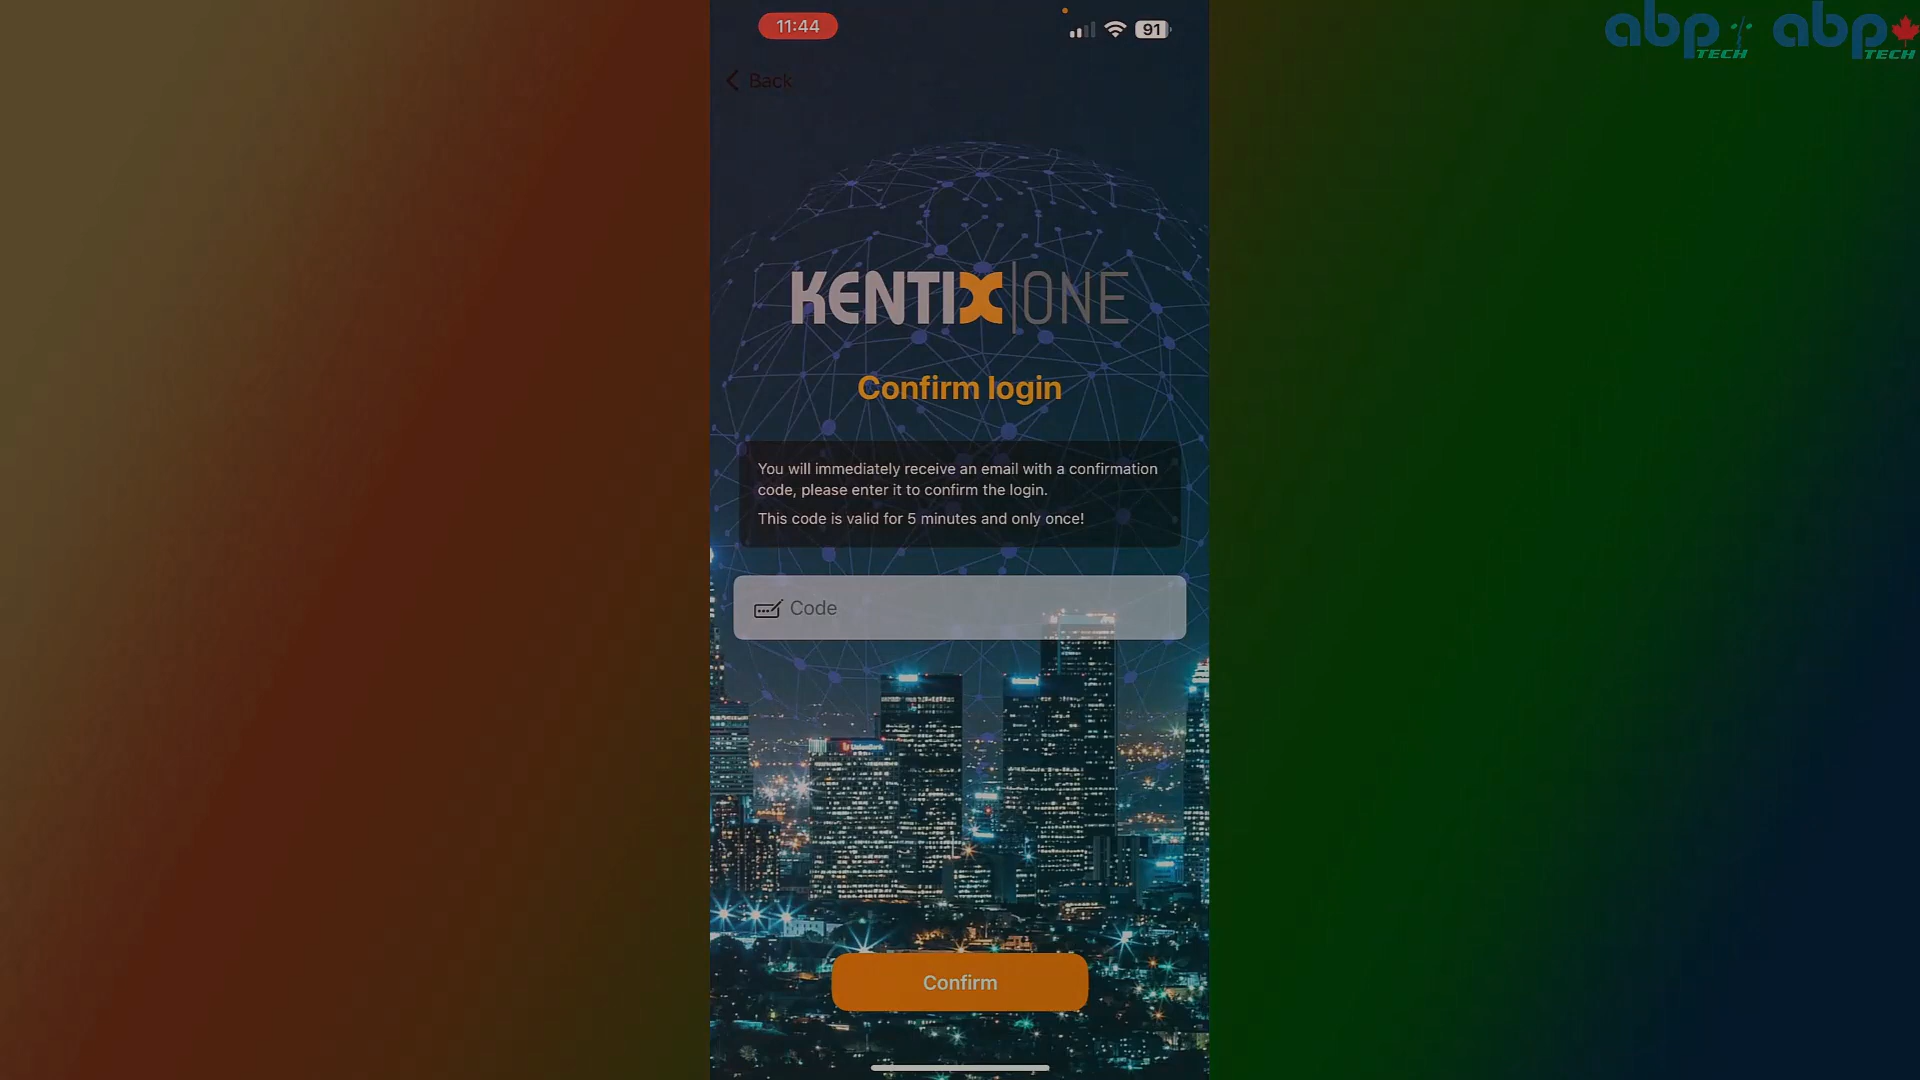 11:44
91
abp TECH abp TECH
Back
KENTIX|ONE
Confirm login
You will immediately receive an email with a confirmation
code, please enter it to confirm the login.
This code is valid for 5 minutes and only once!
Code
UnionBank
Confirm